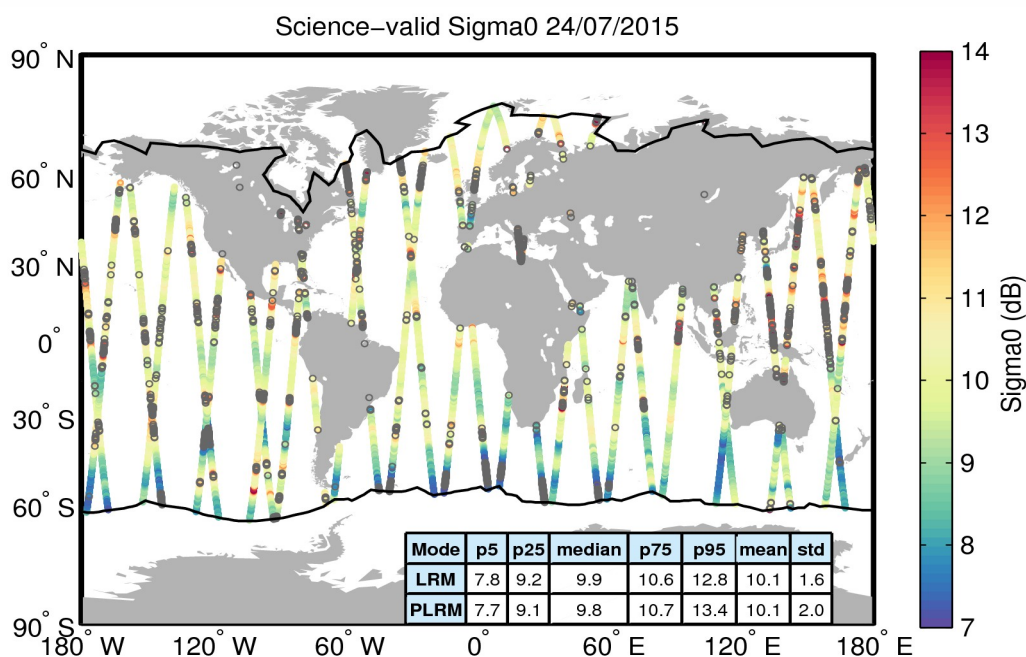 Science−valid Sigma0 24/07/2015
90° N
60° N
30° N
0°
30° S
60° S
90° S
180° W
120° W
60° W
0°
60° E
120° E
180° E
14
13
12
11
10
9
8
7
Sigma0 (dB)
Mode p5 p25 median p75 p95 mean std
LRM 7.8 9.2 9.9 10.6 12.8 10.1 1.6
PLRM 7.7 9.1 9.8 10.7 13.4 10.1 2.0